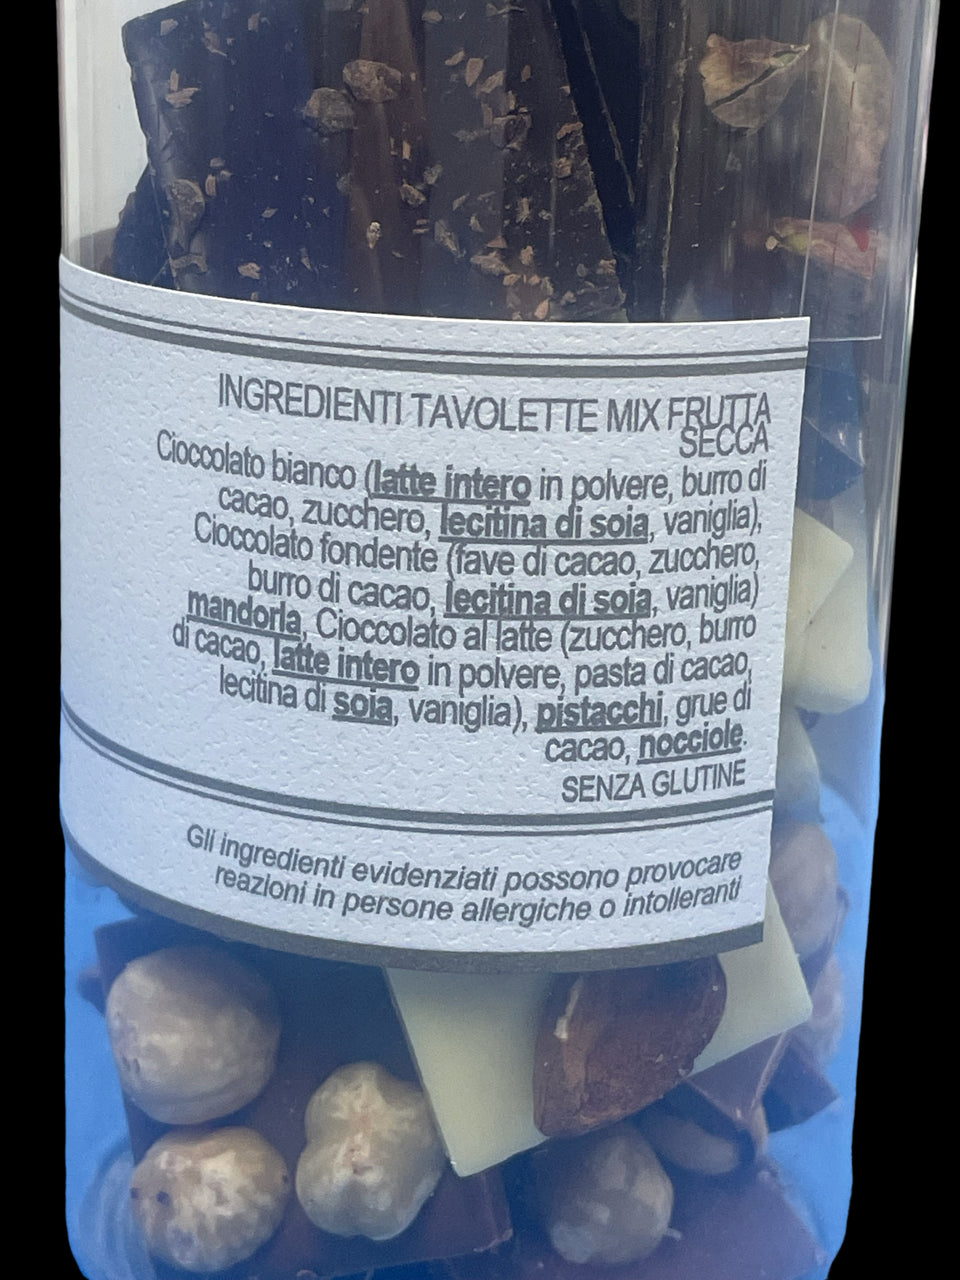 INGREDIENTI TAVOLETTE MIX FRUTTA
SECCA
Cioccolato bianco (latte intero in polvere, burro di
cacao, zucchero, lecitina di soia, vaniglia),
Cioccolato fondente (fave di cacao, zucchero,
burro di cacao, lecitina di soia, vaniglia)
mandorla, Cioccolato al latte (zucchero, burro
di cacao, latte intero in polvere, pasta di cacao,
lecitina di soia, vaniglia), pistacchi, grue di
cacao, nocciole.
SENZA GLUTINE
Gli ingredienti evidenziati possono provocare
reazioni in persone allergiche o intolleranti